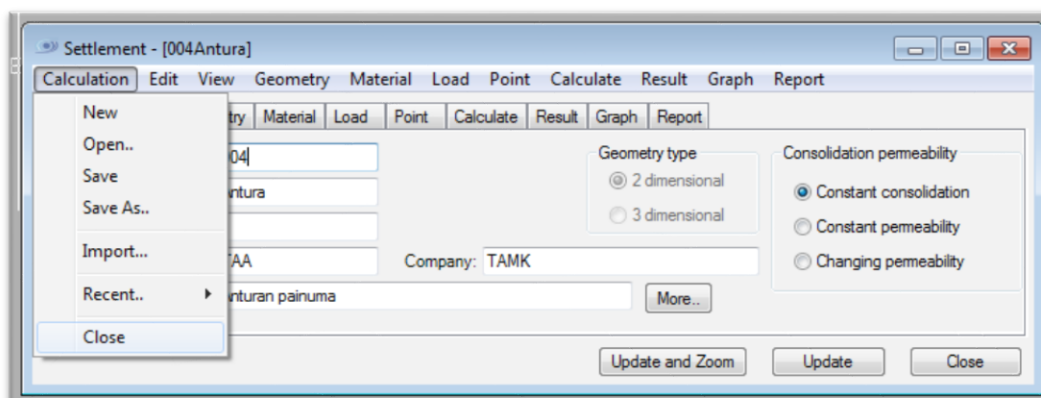 Settlement - [004Antura]
Calculation Edit View Geometry Material Load Point Calculate Result Graph Report
New
Open..
Save
Save As..
Import...
Recent..
Close
try Material Load Point Calculate Result Graph Report
04
ntura
TAA
Company: TAMK
nturan painuma
More..
Geometry type
2 dimensional
3 dimensional
Consolidation permeability
Constant consolidation
Constant permeability
Changing permeability
Update and Zoom Update Close